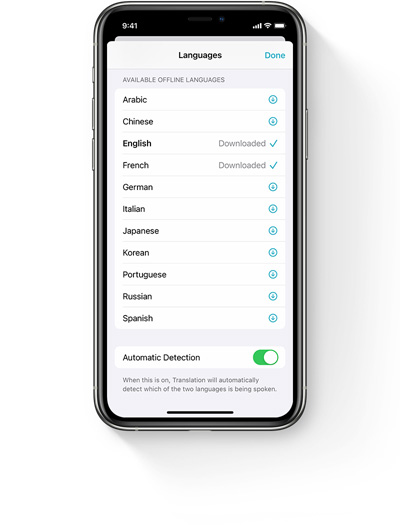 9:41
Languages Done
AVAILABLE OFFLINE LANGUAGES
Arabic
Chinese
English Downloaded
French Downloaded
German
Italian
Japanese
Korean
Portuguese
Russian
Spanish
Automatic Detection
When this is on, Translation will automatically
detect which of the two languages is being spoken.